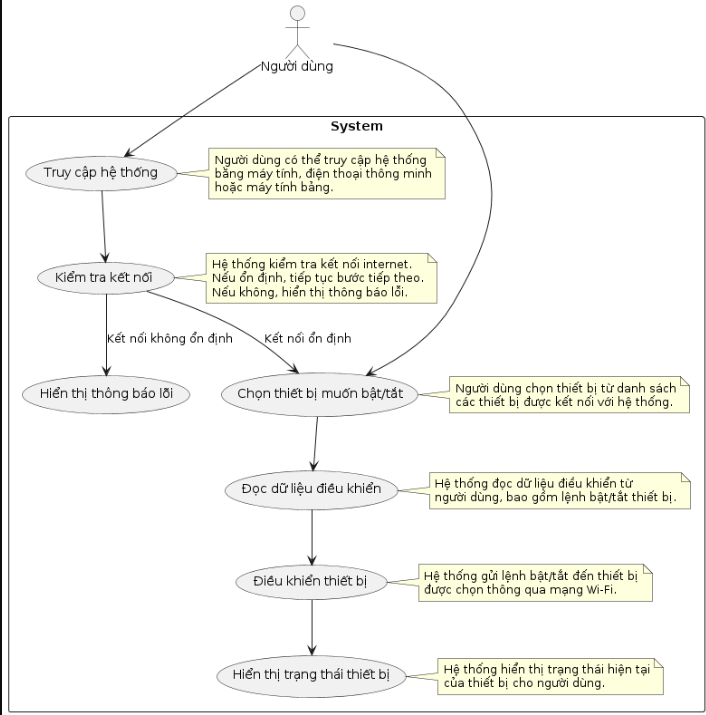 Người dùng
System
Truy cập hệ thống
Người dùng có thể truy cập hệ thống
bằng máy tính, điện thoại thông minh
hoặc máy tính bảng.
Kiểm tra kết nối
Hệ thống kiểm tra kết nối internet.
Nếu ổn định, tiếp tục bước tiếp theo.
Nếu không, hiển thị thông báo lỗi.
Kết nối không ổn định
Kết nối ổn định
Hiển thị thông báo lỗi
Chọn thiết bị muốn bật/tắt
Người dùng chọn thiết bị từ danh sách
các thiết bị được kết nối với hệ thống.
Đọc dữ liệu điều khiển
Hệ thống đọc dữ liệu điều khiển từ
người dùng, bao gồm lệnh bật/tắt thiết bị.
Điều khiển thiết bị
Hệ thống gửi lệnh bật/tắt đến thiết bị
được chọn thông qua mạng Wi-Fi.
Hiển thị trạng thái thiết bị
Hệ thống hiển thị trạng thái hiện tại
của thiết bị cho người dùng.